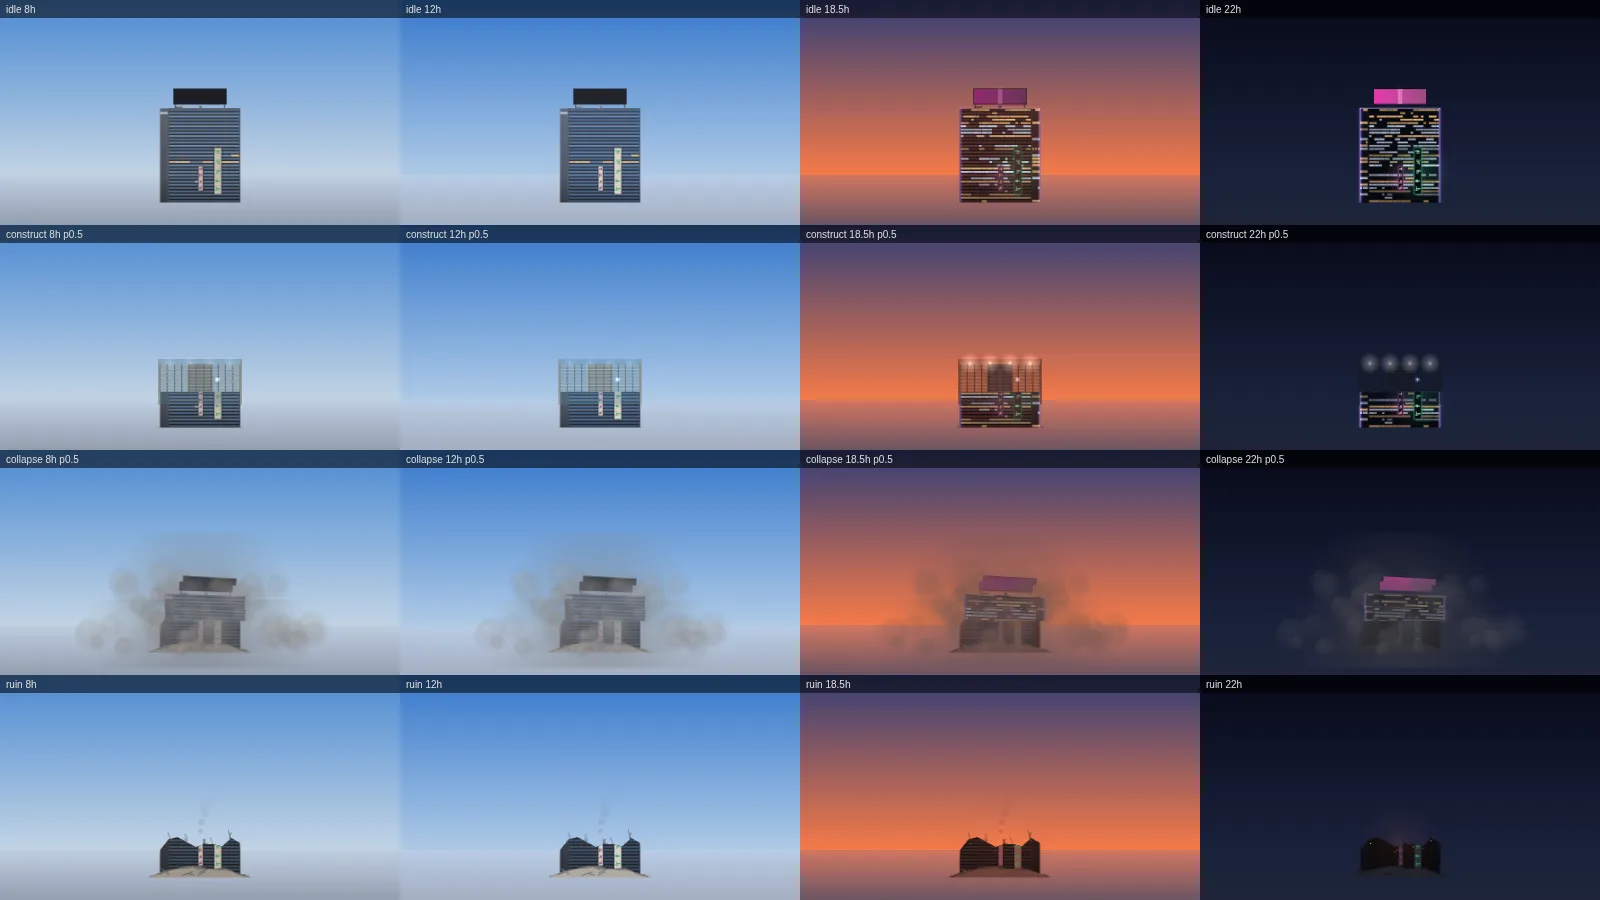 idle 8h
idle 12h
idle 18.5h
idle 22h
construct 8h p0.5
construct 12h p0.5
construct 18.5h p0.5
construct 22h p0.5
collapse 8h p0.5
collapse 12h p0.5
collapse 18.5h p0.5
collapse 22h p0.5
ruin 8h
ruin 12h
ruin 18.5h
ruin 22h